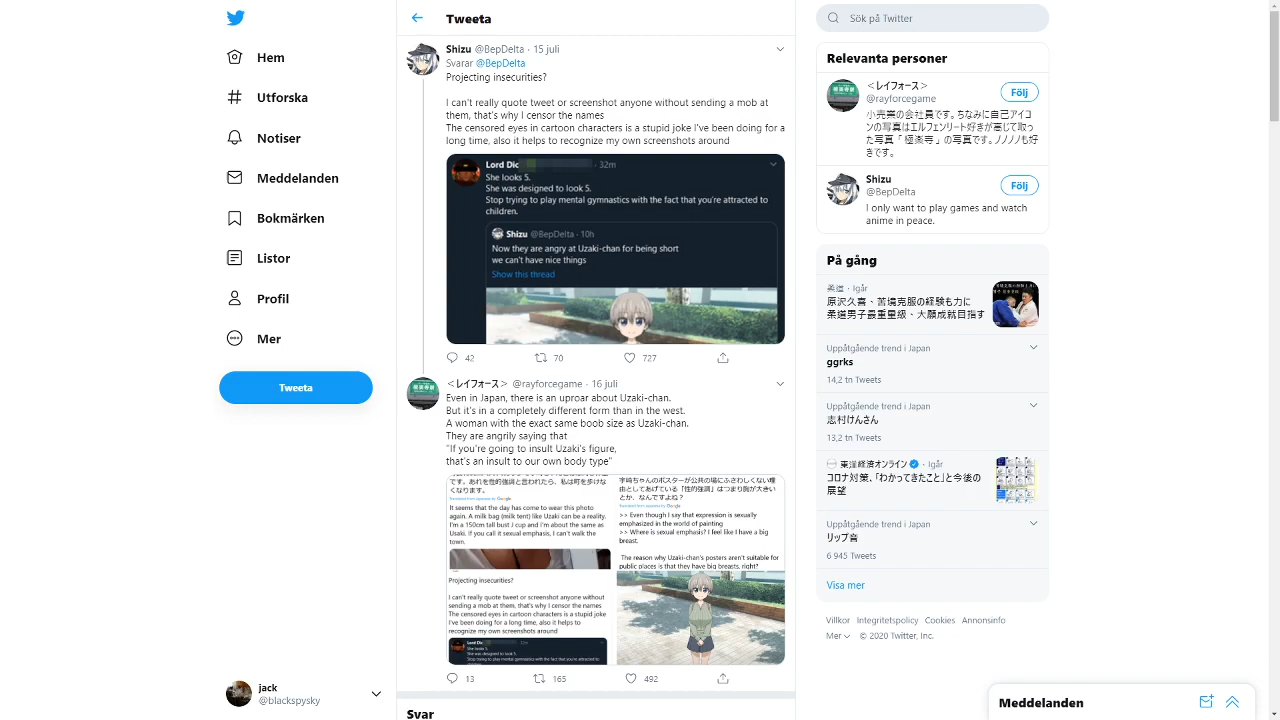 Hem
Utforska
Notiser
Meddelanden
Bokmärken
Listor
Profil
Mer
Tweeta
jack
@blackspysky
Tweeta
Shizu @BepDelta · 15 juli
Svarar @BepDelta
Projecting insecurities?
I can't really quote tweet or screenshot anyone without sending a mob at
them, that's why I censor the names
The censored eyes in cartoon characters is a stupid joke I've been doing for a
long time, also it helps to recognize my own screenshots around
Lord Dic · 32m
She looks 5.
She was designed to look 5.
Stop trying to play mental gymnastics with the fact that you're attracted to
children.
Shizu @BepDelta · 10h
Now they are angry at Uzaki-chan for being short
we can't have nice things
Show this thread
42 70 727
＜レイフォース＞ @rayforcegame · 16 juli
Even in Japan, there is an uproar about Uzaki-chan.
But it's in a completely different form than in the west.
A woman with the exact same boob size as Uzaki-chan.
They are angrily saying that
"If you're going to insult Uzaki's figure,
that's an insult to our own body type"
です。あれを性的強調と言われたら、私は町を歩けな
くなります。
It seems that the day has come to wear this photo
again. A milk bag (milk tent) like Uzaki can be a reality.
I'm a 150cm tall bust J cup and I'm about the same as
Usaki. If you call it sexual emphasis, I can't walk the
town.
宇崎ちゃんのポスターが公共の場にふさわしくない理
由としてあげている「性的強調」はつまり胸が大きい
とか、なんですよね？
>> Even though I say that expression is sexually
emphasized in the world of painting
>> Where is sexual emphasis? I feel like I have a big
breast.
The reason why Uzaki-chan's posters aren't suitable for
public places is that they have big breasts, right?
Projecting insecurities?
I can't really quote tweet or screenshot anyone without
sending a mob at them, that's why I censor the names
The censored eyes in cartoon characters is a stupid joke
I've been doing for a long time, also it helps to
recognize my own screenshots around
Lord Dic
She looks 5.
She was designed to look 5.
Stop trying to play mental gymnastics with the fact that you're attracted to
13 165 492
Svar
Sök på Twitter
Relevanta personer
＜レイフォース＞
@rayforcegame
Följ
小売業の会社員です。ちなみに自己アイコ
ンの写真はエルフェンリート好きが高じて取っ
た写真「 極楽寺 」の写真です。ノノノノも好
きです。
Shizu
@BepDelta
Följ
I only want to play games and watch
anime in peace.
På gång
柔道 · Igår
原沢久喜、苦境克服の経験も力に
柔道男子最重量級、大願成就目指す
Uppåtgående trend i Japan
ggrks
14,2 tn Tweets
Uppåtgående trend i Japan
志村けんさん
13,2 tn Tweets
東洋経済オンライン · Igår
コロナ対策、「わかってきたこと」と今後の
展望
Uppåtgående trend i Japan
リップ音
6 945 Tweets
Visa mer
Villkor Integritetspolicy Cookies Annonsinfo
Mer © 2020 Twitter, Inc.
Meddelanden